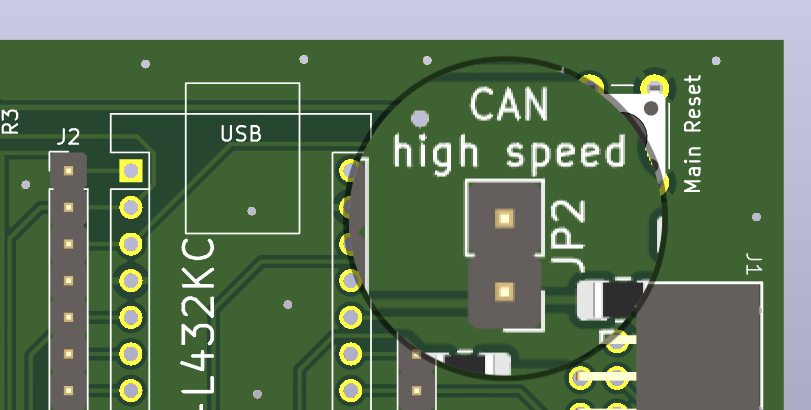 R3
J2
USB
-L432KC
CAN
high speed
JP2
Main Reset
J1